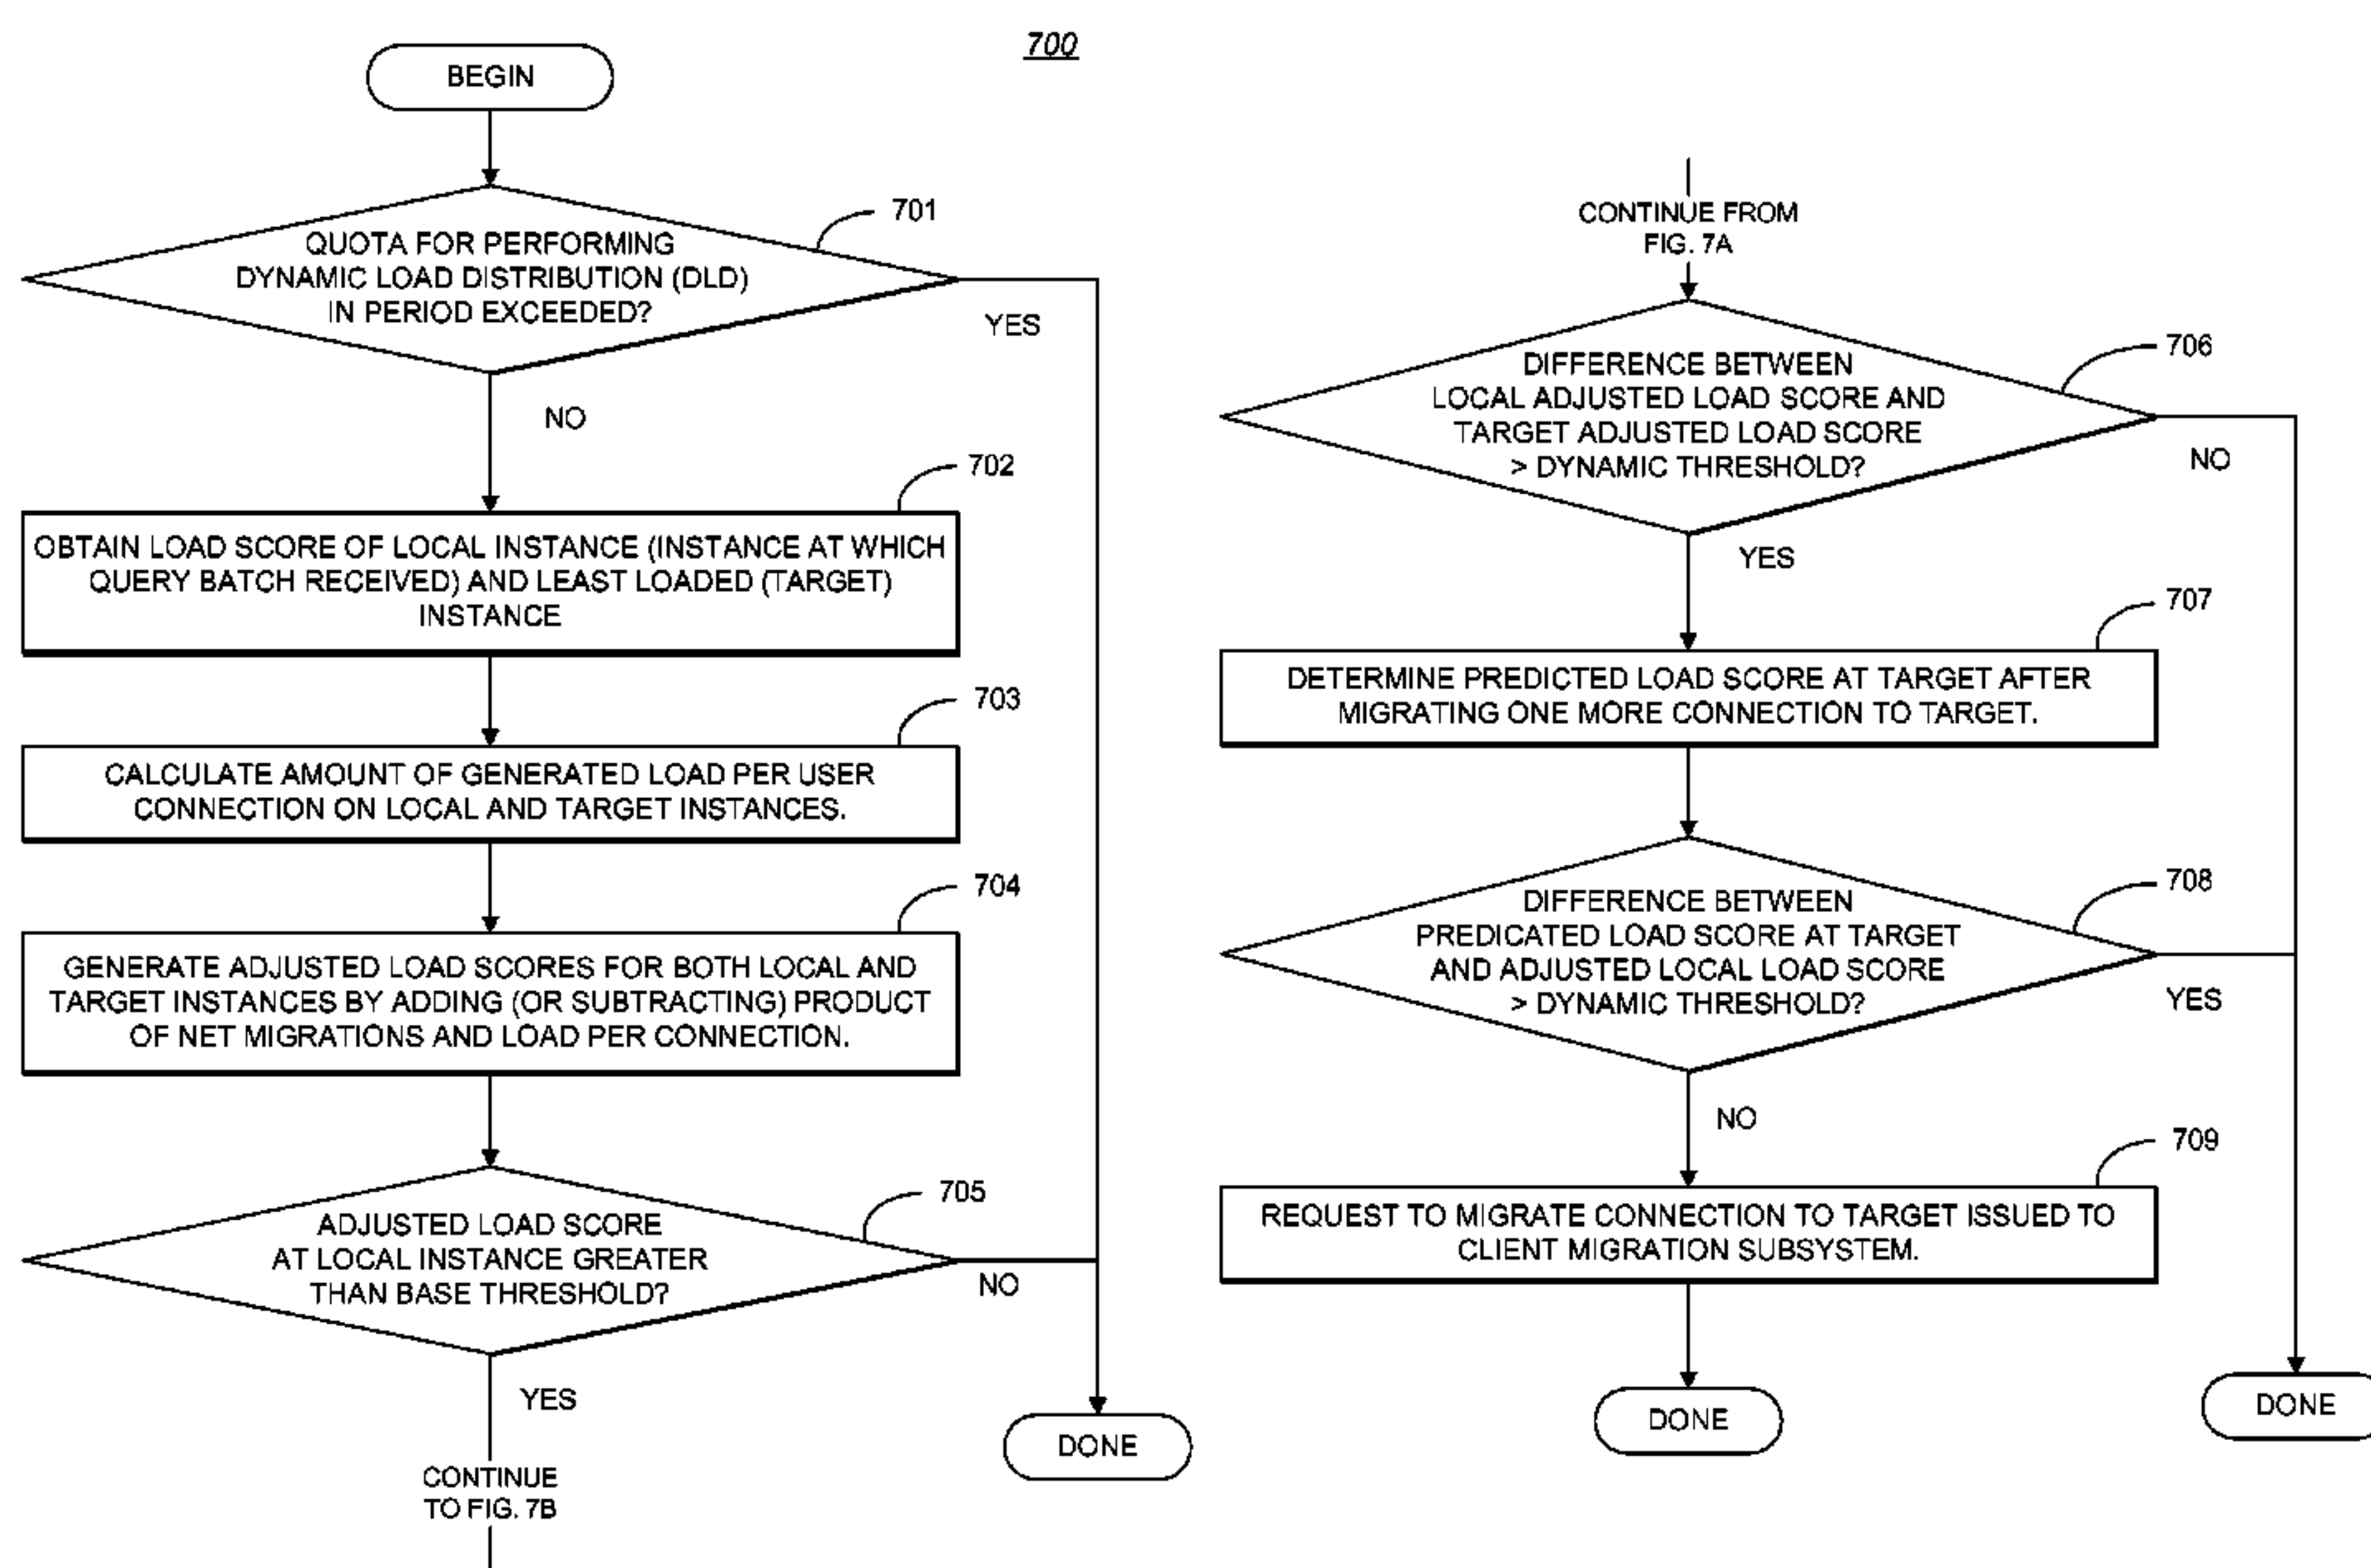 700
BEGIN
701
QUOTA FOR PERFORMING
DYNAMIC LOAD DISTRIBUTION (DLD)
IN PERIOD EXCEEDED?
YES
NO
702
OBTAIN LOAD SCORE OF LOCAL INSTANCE (INSTANCE AT WHICH
QUERY BATCH RECEIVED) AND LEAST LOADED (TARGET)
INSTANCE
703
CALCULATE AMOUNT OF GENERATED LOAD PER USER
CONNECTION ON LOCAL AND TARGET INSTANCES.
704
GENERATE ADJUSTED LOAD SCORES FOR BOTH LOCAL AND
TARGET INSTANCES BY ADDING (OR SUBTRACTING) PRODUCT
OF NET MIGRATIONS AND LOAD PER CONNECTION.
705
ADJUSTED LOAD SCORE
AT LOCAL INSTANCE GREATER
THAN BASE THRESHOLD?
NO
YES
CONTINUE
TO FIG. 7B
DONE
CONTINUE FROM
FIG. 7A
706
DIFFERENCE BETWEEN
LOCAL ADJUSTED LOAD SCORE AND
TARGET ADJUSTED LOAD SCORE
> DYNAMIC THRESHOLD?
NO
YES
707
DETERMINE PREDICTED LOAD SCORE AT TARGET AFTER
MIGRATING ONE MORE CONNECTION TO TARGET.
708
DIFFERENCE BETWEEN
PREDICATED LOAD SCORE AT TARGET
AND ADJUSTED LOCAL LOAD SCORE
> DYNAMIC THRESHOLD?
YES
NO
709
REQUEST TO MIGRATE CONNECTION TO TARGET ISSUED TO
CLIENT MIGRATION SUBSYSTEM.
DONE
DONE